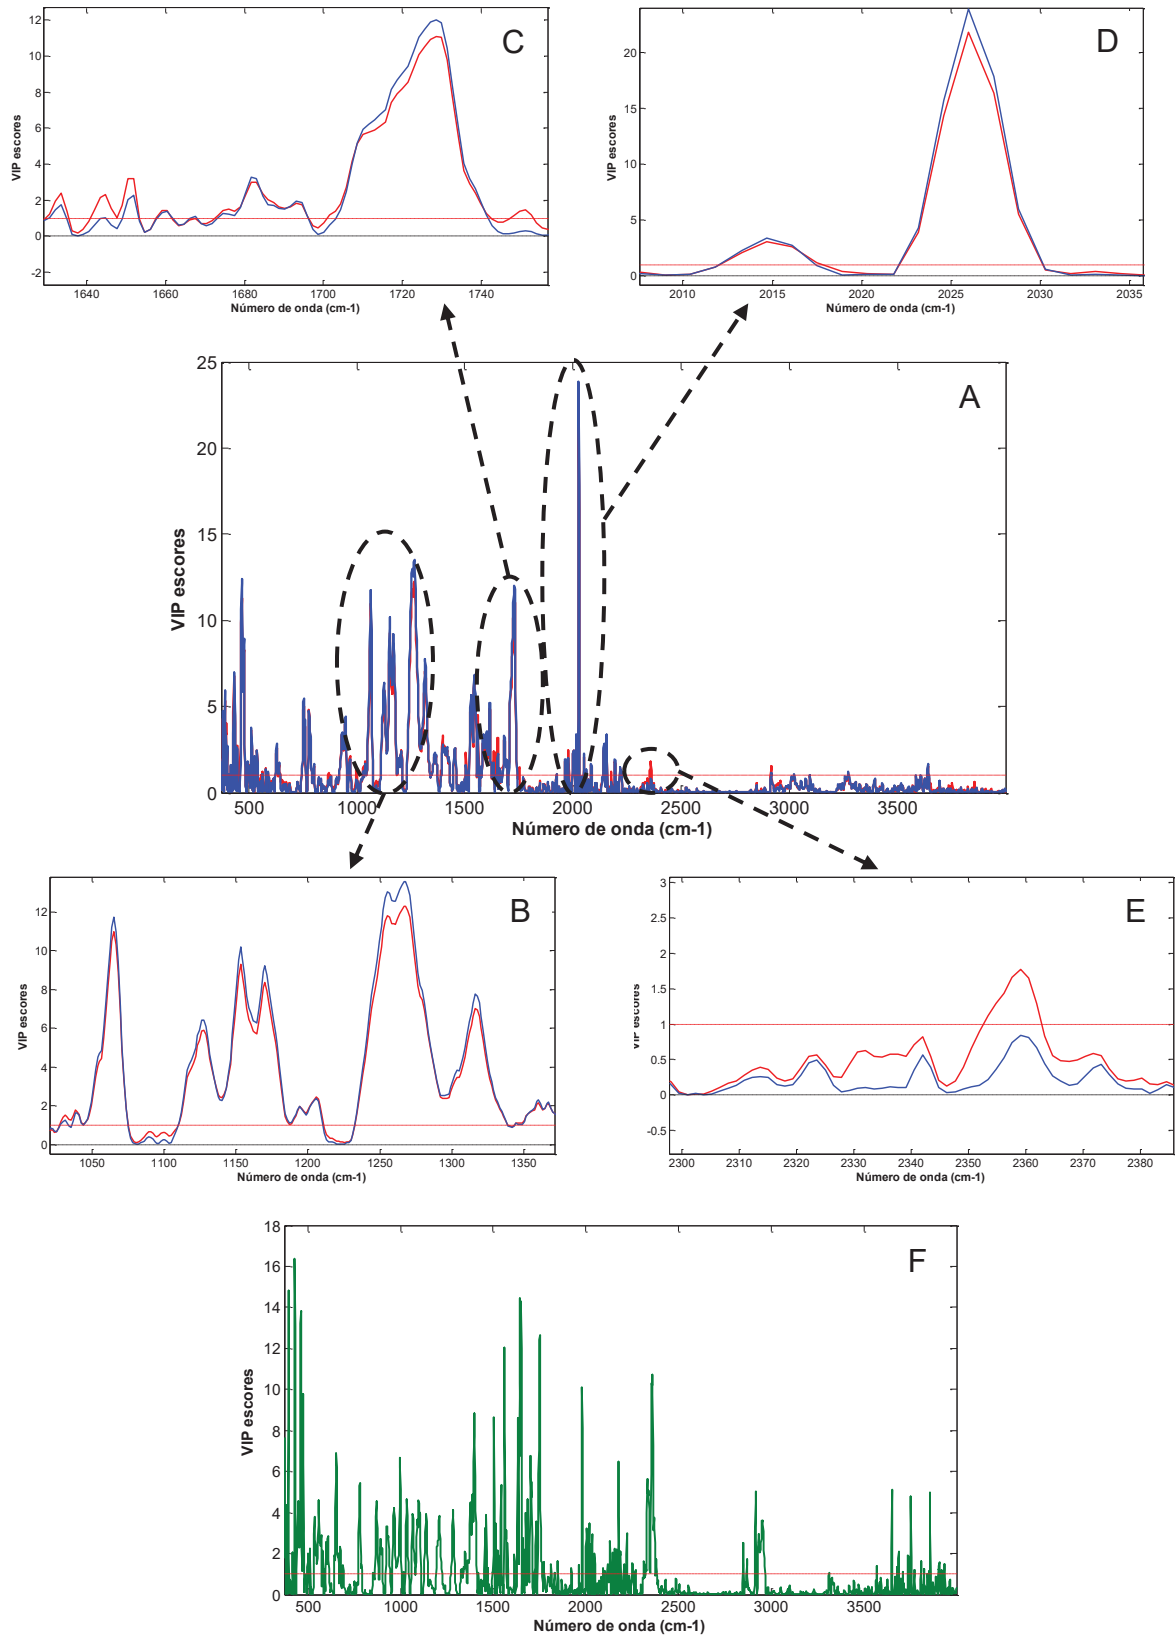 C
VIP escores
12
10
8
6
4
2
0
-2
1640 1660 1680 1700 1720 1740
Número de onda (cm-1)
D
VIP escores
20
15
10
5
0
2010 2015 2020 2025 2030 2035
Número de onda (cm-1)
A
VIP escores
25
20
15
10
5
0
500 1000 1500 2000 2500 3000 3500
Número de onda (cm-1)
B
VIP escores
12
10
8
6
4
2
0
1050 1100 1150 1200 1250 1300 1350
Número de onda (cm-1)
E
VIP escores
3
2.5
2
1.5
1
0.5
0
-0.5
2300 2310 2320 2330 2340 2350 2360 2370 2380
Número de onda (cm-1)
F
VIP escores
18
16
14
12
10
8
6
4
2
0
500 1000 1500 2000 2500 3000 3500
Número de onda (cm-1)